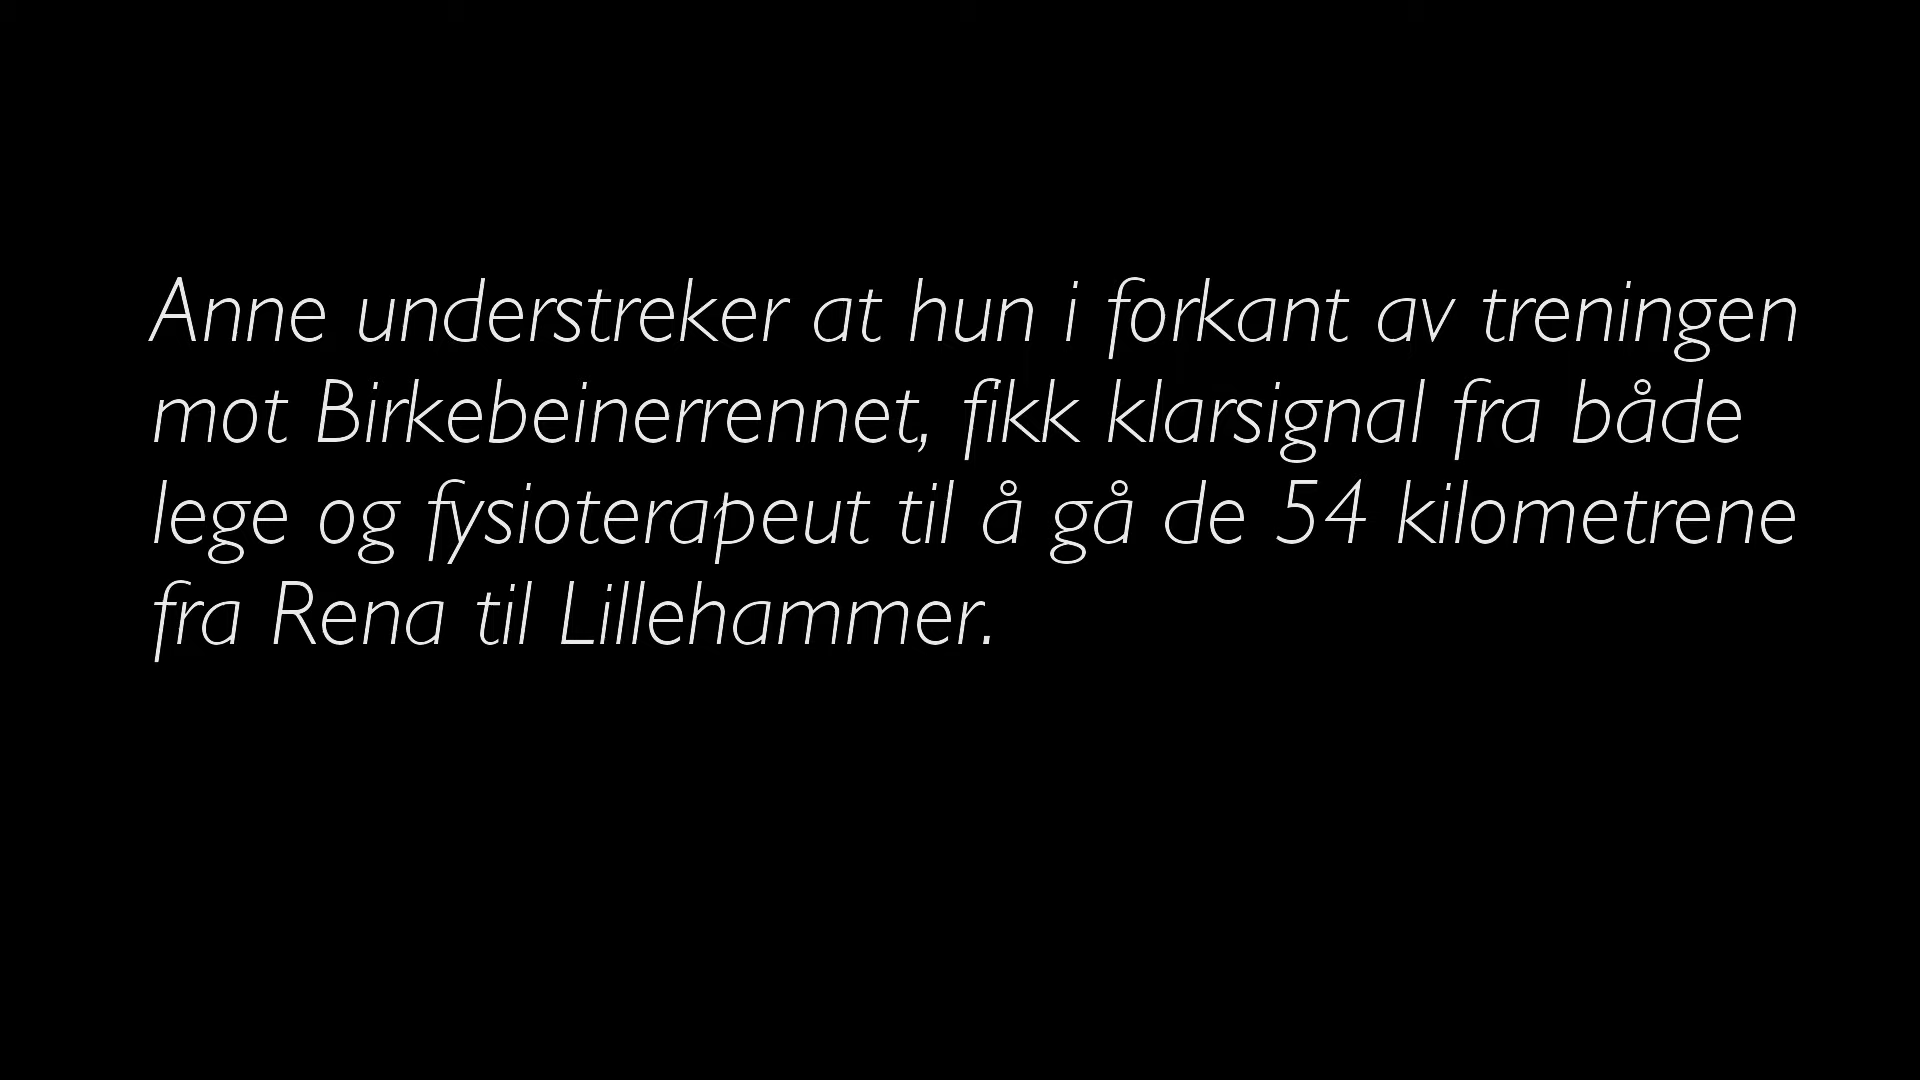 Anne understreker at hun i forkant av treningen
mot Birkebeinerrennet, fikk klarsignal fra både
lege og fysioterapeut til å gå de 54 kilometrene
fra Rena til Lillehammer.